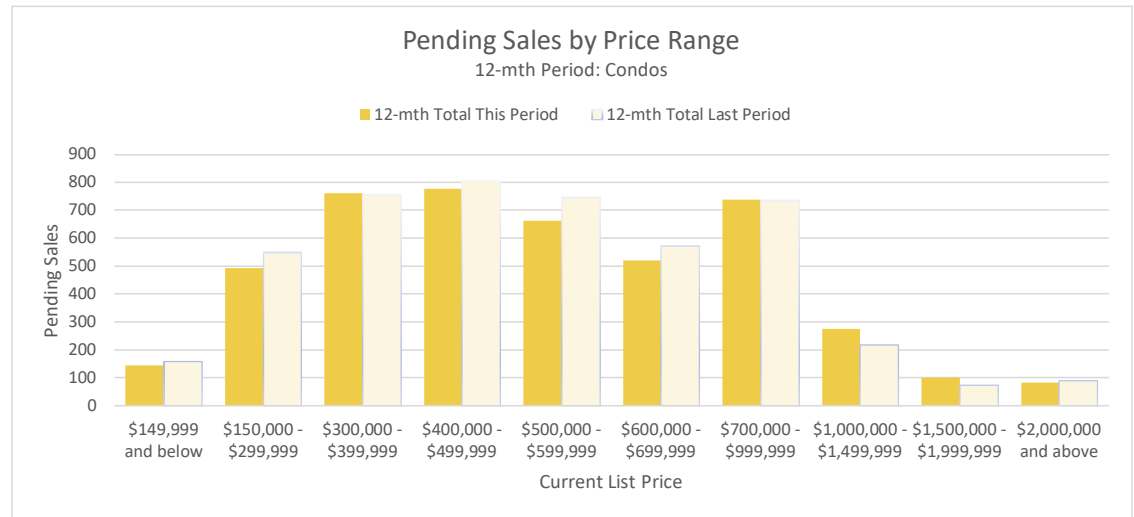 Pending Sales by Price Range
12-mth Period: Condos
12-mth Total This Period 12-mth Total Last Period
900
800
700
600
500
400
300
200
100
0
Pending Sales
$149,999 $150,000 - $300,000 - $400,000 - $500,000 - $600,000 - $700,000 - $1,000,000 - $1,500,000 - $2,000,000
and below $299,999 $399,999 $499,999 $599,999 $699,999 $999,999 $1,499,999 $1,999,999 and above
Current List Price